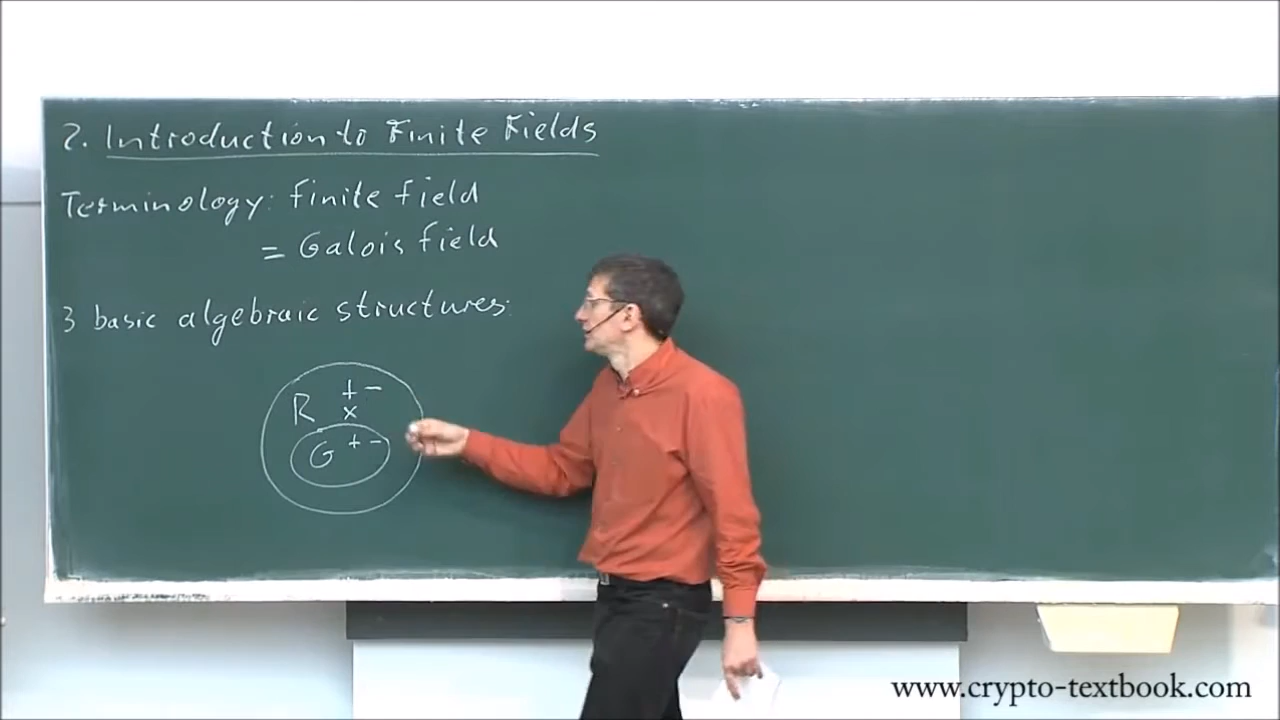 2. Introduction to Finite Fields
Terminology: Finite field
= Galois field
3 basic algebraic structures:
R + -
x
G + -
www.crypto-textbook.com